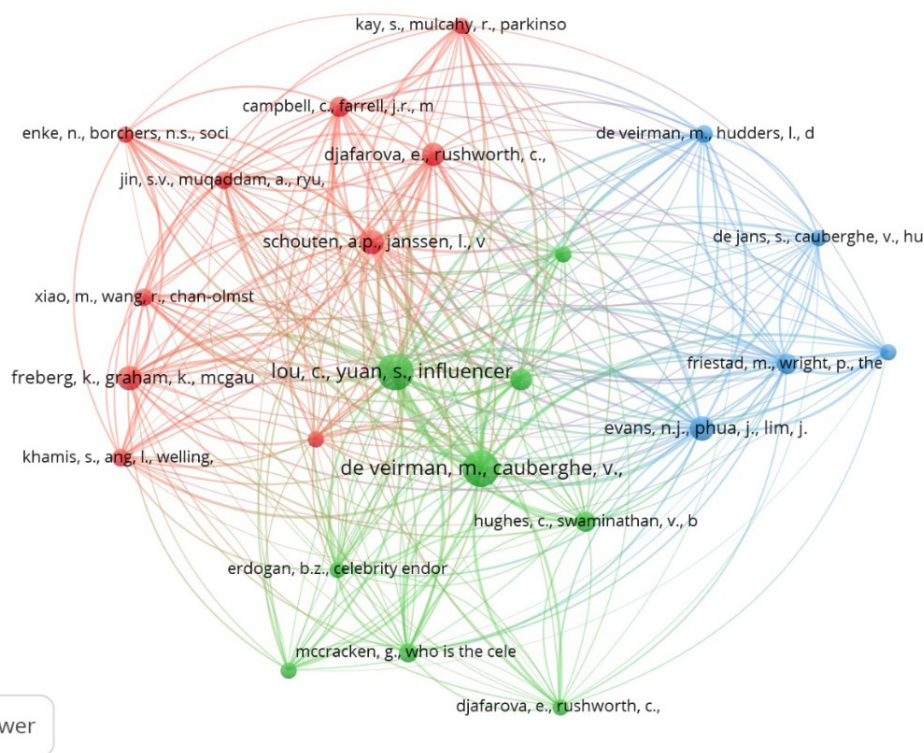 kay, s., mulcahy, r., parkinso
campbell, c., farrell, j.r., m
enke, n., borchers, n.s., soci
de veirman, m., hudders, l., d
djafarova, e., rushworth, c.,
jin, s.v., muqaddam, a., ryu,
schouten, a.p., janssen, l., v
de jans, s., cauberghe, v., hu
xiao, m., wang, r., chan-olmst
friestad, m., wright, p., the
lou, c., yuan, s., influencer
freberg, k., graham, k., mcgau
evans, n.j., phua, j., lim, j.
khamis, s., ang, l., welling,
de veirman, m., cauberghe, v.,
hughes, c., swaminathan, v., b
erdogan, b.z., celebrity endor
mccracken, g., who is the cele
djafarova, e., rushworth, c.,
wer